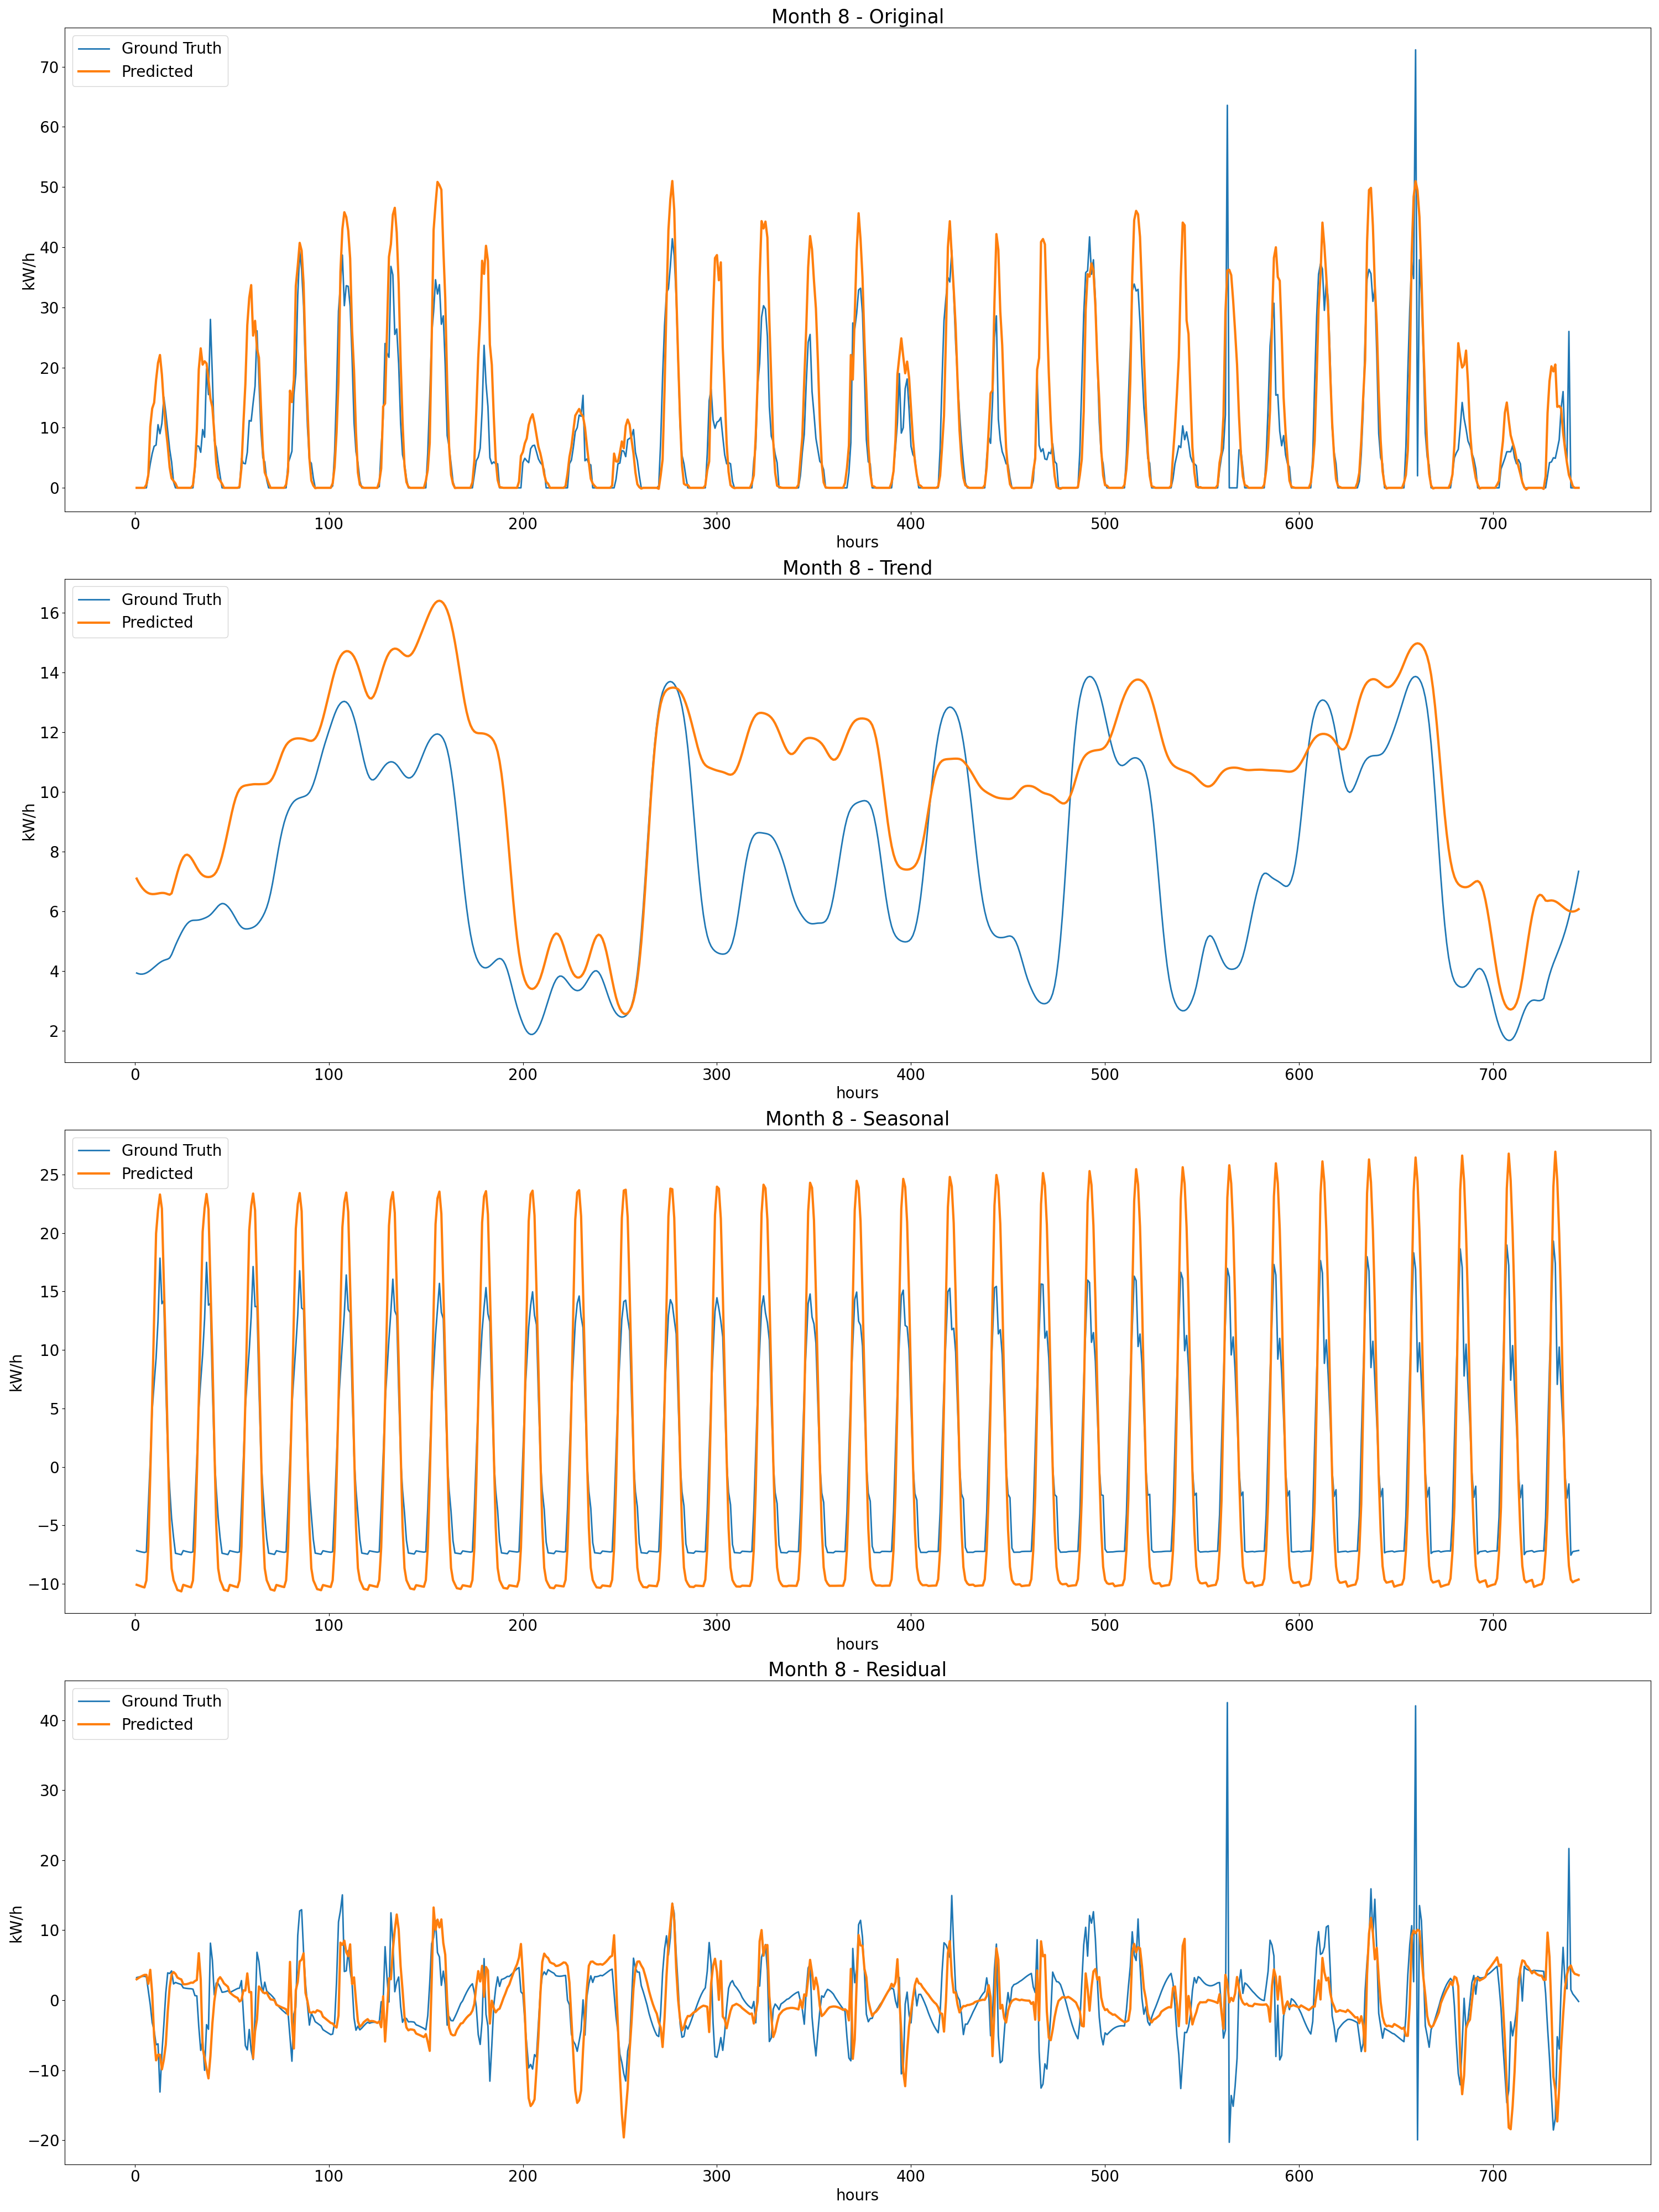 Month 8 - Original
Ground Truth
Predicted
70
60
50
40
30
20
10
0
kW/h
0 100 200 300 400 500 600 700
hours
Month 8 - Trend
Ground Truth
Predicted
16
14
12
10
8
6
4
2
kW/h
0 100 200 300 400 500 600 700
hours
Month 8 - Seasonal
Ground Truth
Predicted
25
20
15
10
5
0
−5
−10
kW/h
0 100 200 300 400 500 600 700
hours
Month 8 - Residual
Ground Truth
Predicted
40
30
20
10
0
−10
−20
kW/h
0 100 200 300 400 500 600 700
hours